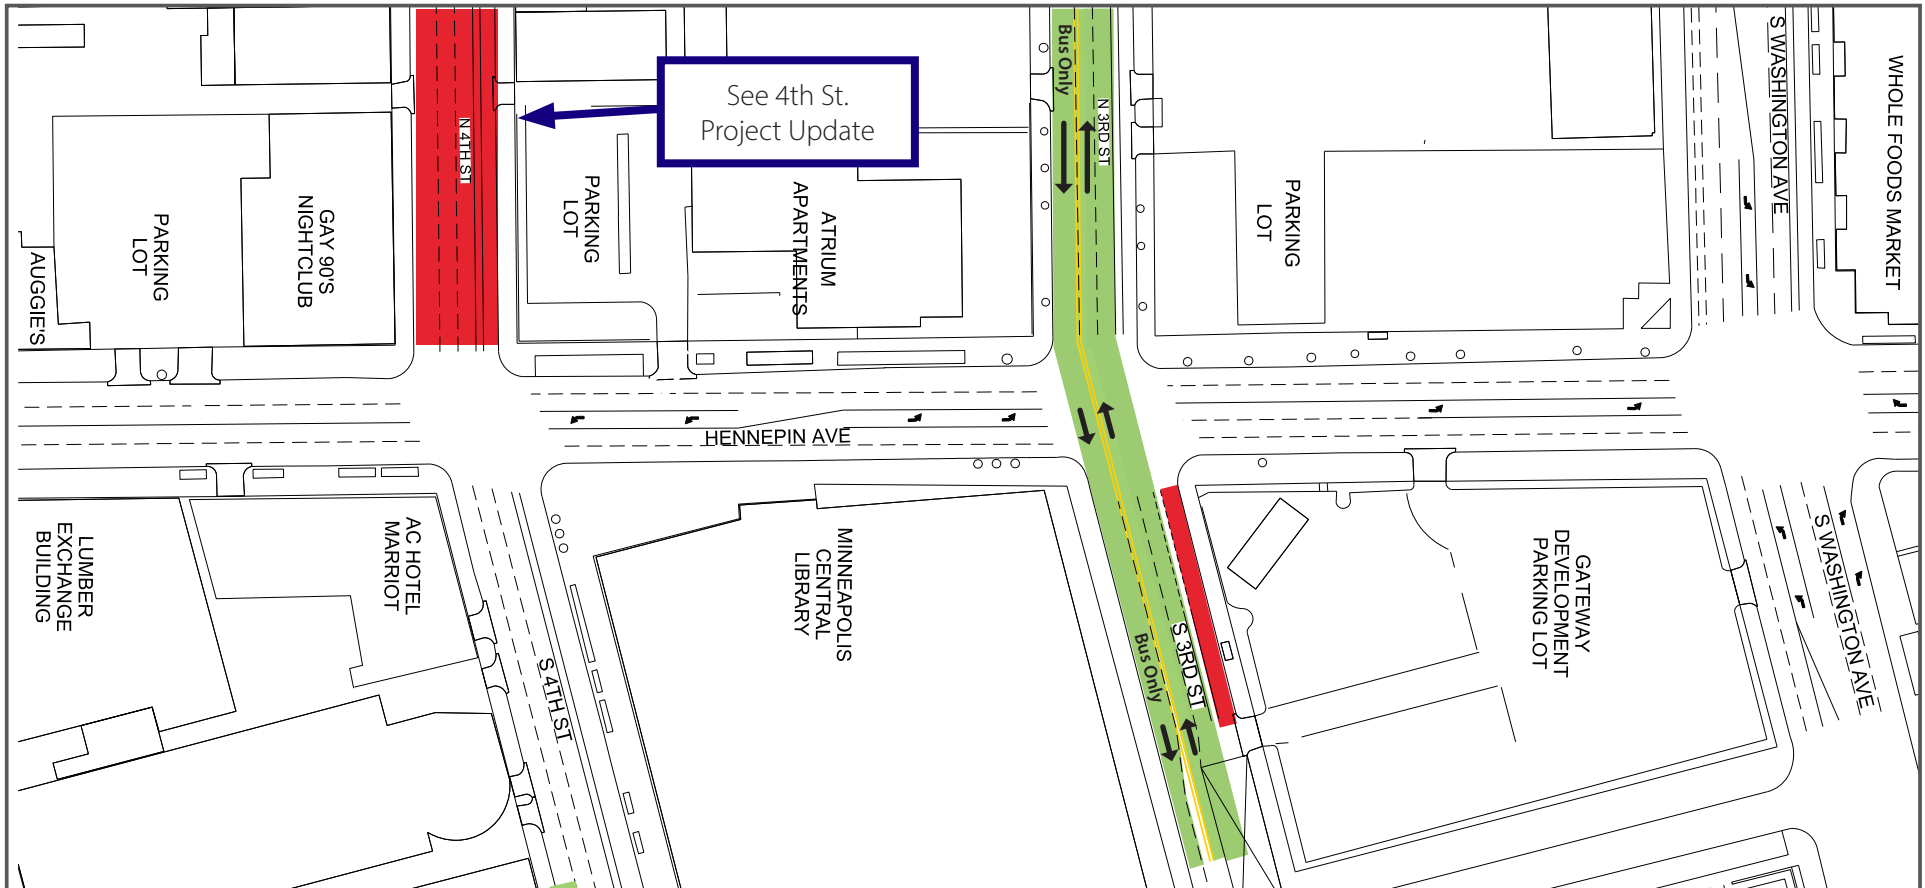 See 4th St.
Project Update
N 4TH ST
Bus Only
N 3RD ST
S WASHINGTON AVE
WHOLE FOODS MARKET
AUGGIE'S
PARKING
LOT
GAY 90'S
NIGHTCLUB
PARKING
LOT
ATRIUM
APARTMENTS
PARKING
LOT
HENNEPIN AVE
LUMBER
EXCHANGE
BUILDING
AC HOTEL
MARRIOT
S 4TH ST
MINNEAPOLIS
CENTRAL
LIBRARY
Bus Only
S 3RD ST
GATEWAY
DEVELOPMENT
PARKING LOT
S WASHINGTON AVE